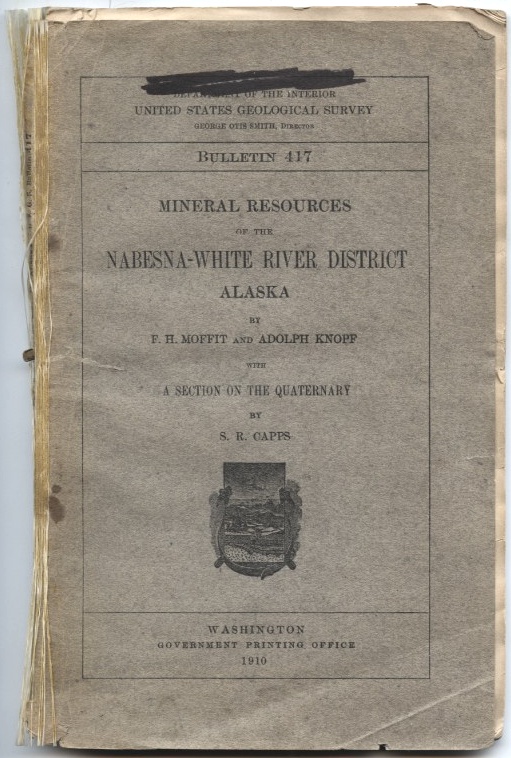 DEPARTMENT OF THE INTERIOR
UNITED STATES GEOLOGICAL SURVEY
GEORGE OTIS SMITH, DIRECTOR
BULLETIN 417
MINERAL RESOURCES
OF THE
NABESNA-WHITE RIVER DISTRICT
ALASKA
BY
F. H. MOFFIT AND ADOLPH KNOPF
WITH
A SECTION ON THE QUATERNARY
BY
S. R. CAPPS
WASHINGTON
GOVERNMENT PRINTING OFFICE
1910